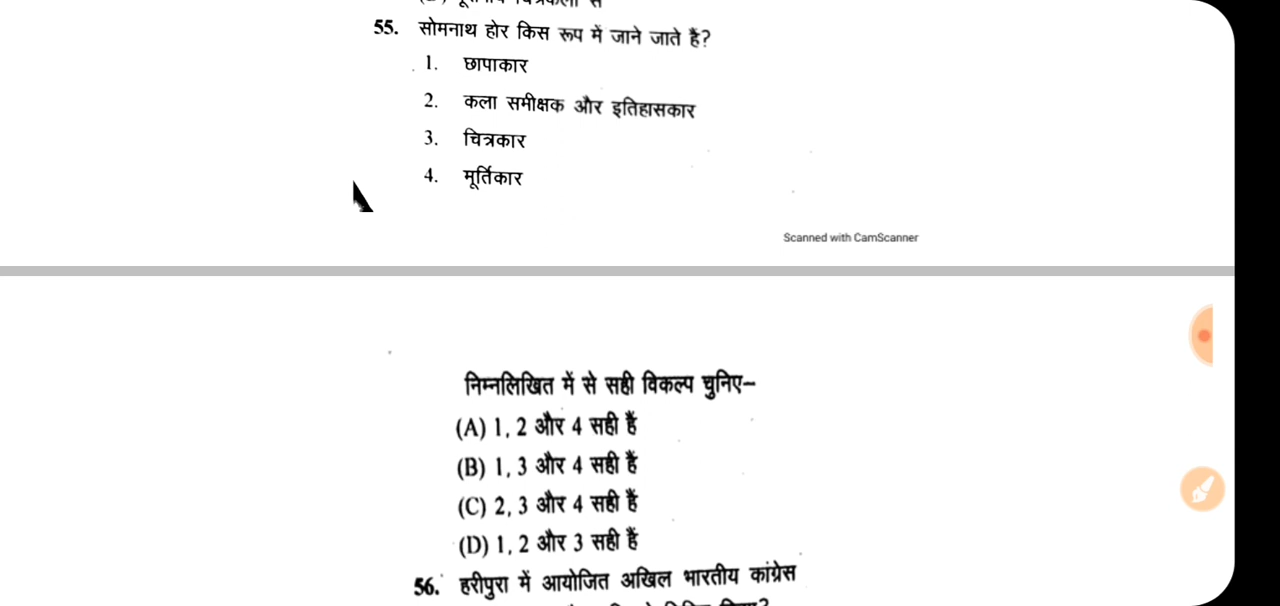 55. सोमनाथ होर किस रूप में जाने जाते हैं?
1. छापाकार
2. कला समीक्षक और इतिहासकार
3. चित्रकार
4. मूर्तिकार
Scanned with CamScanner
निम्नलिखित में से सही विकल्प चुनिए–
(A) 1, 2 और 4 सही हैं
(B) 1, 3 और 4 सही हैं
(C) 2, 3 और 4 सही हैं
(D) 1, 2 और 3 सही हैं
56. हरीपुरा में आयोजित अखिल भारतीय कांग्रेस